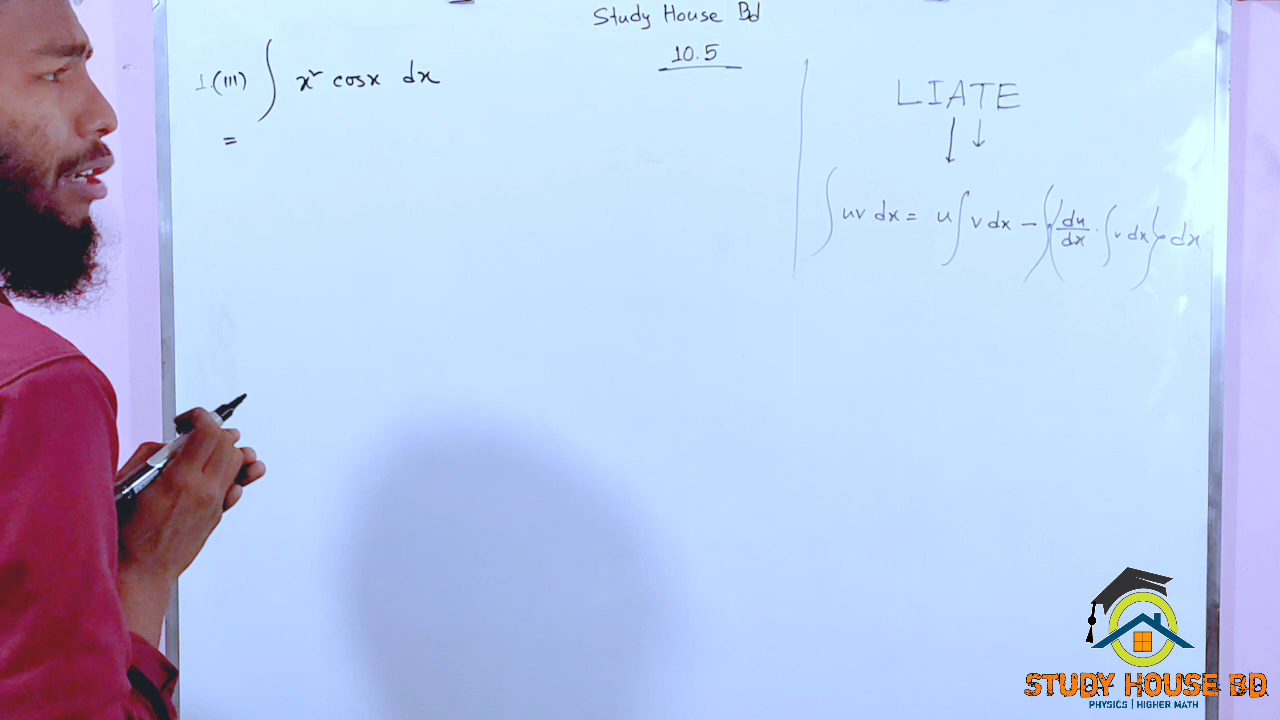 Study House Bd
10.5
1.(III) ∫ x² cosx dx
=
LIATE
∫ uv dx = u ∫ v dx – ∫ { du/dx · ∫ v dx } dx
STUDY HOUSE BD
PHYSICS | HIGHER MATH